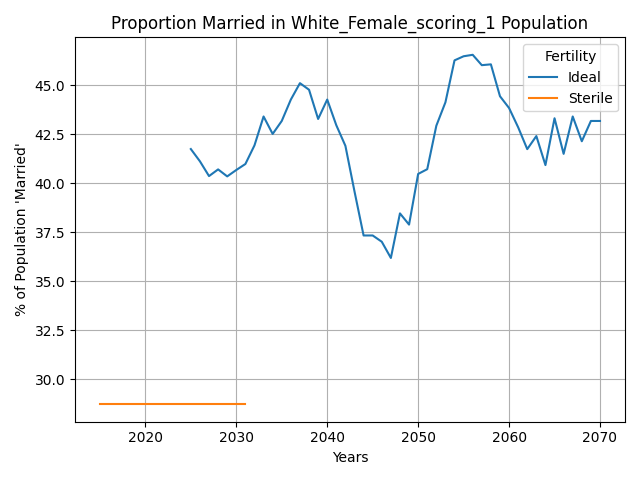 Proportion Married in White_Female_scoring_1 Population
Fertility
Ideal
Sterile
% of Population 'Married'
45.0
42.5
40.0
37.5
35.0
32.5
30.0
2020 2030 2040 2050 2060 2070
Years